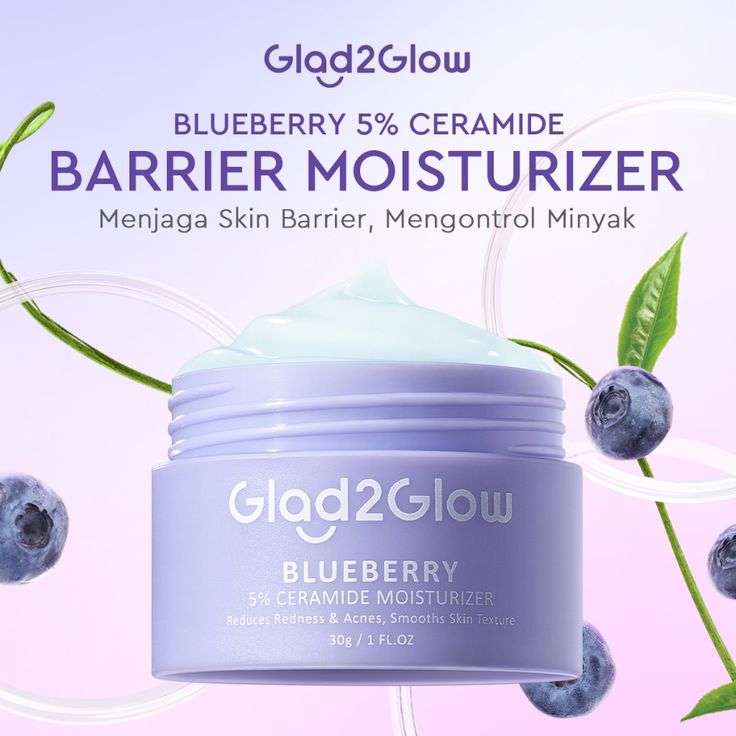 Glad2Glow
BLUEBERRY 5% CERAMIDE
BARRIER MOISTURIZER
Menjaga Skin Barrier, Mengontrol Minyak
Glad2Glow
BLUEBERRY
5% CERAMIDE MOISTURIZER
Reduces Redness & Acnes, Smooths Skin Texture
30g / 1 FL.OZ